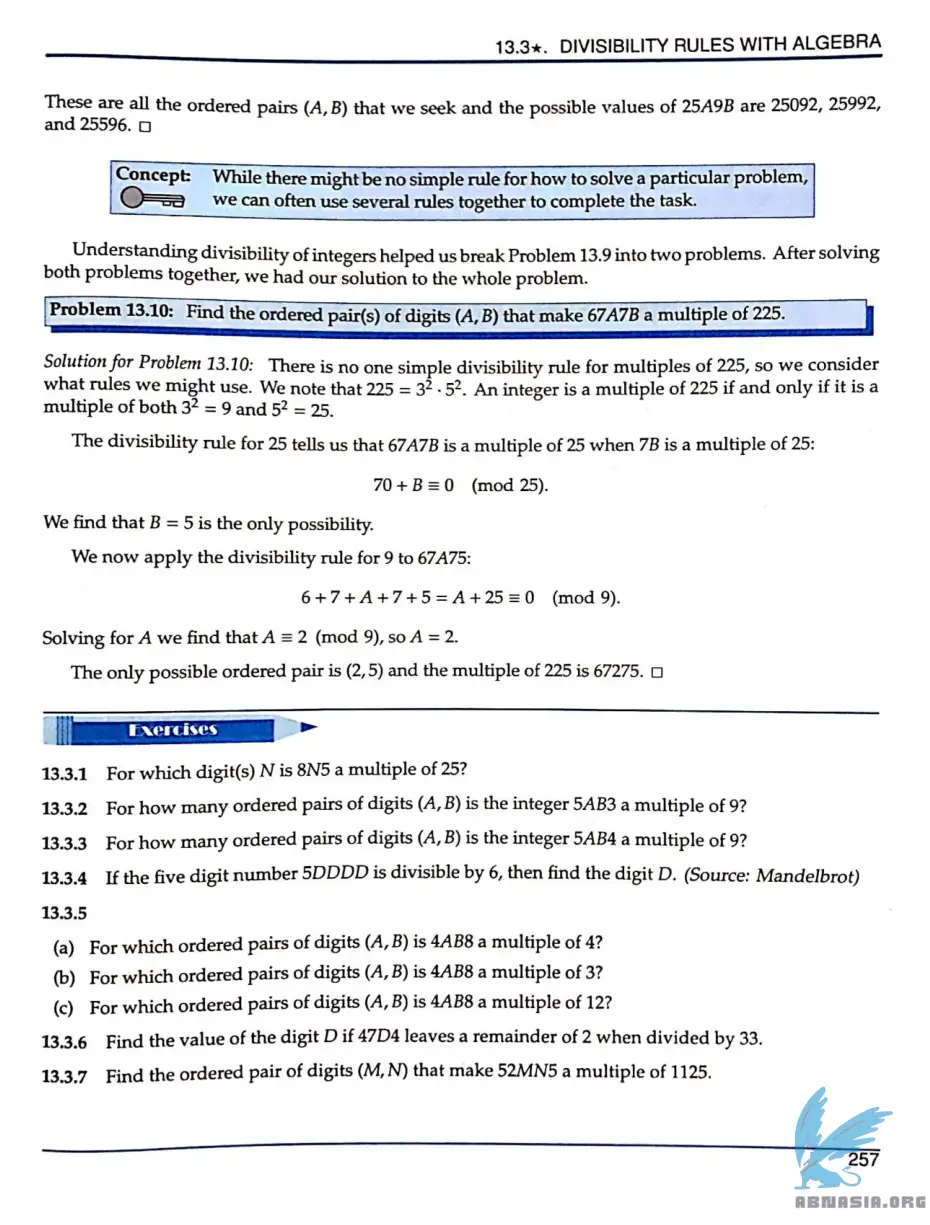 13.3★. DIVISIBILITY RULES WITH ALGEBRA
These are all the ordered pairs (A, B) that we seek and the possible values of 25A9B are 25092, 25992,
and 25596. □
Concept: While there might be no simple rule for how to solve a particular problem,
we can often use several rules together to complete the task.
Understanding divisibility of integers helped us break Problem 13.9 into two problems. After solving
both problems together, we had our solution to the whole problem.
Problem 13.10: Find the ordered pair(s) of digits (A, B) that make 67A7B a multiple of 225.
Solution for Problem 13.10: There is no one simple divisibility rule for multiples of 225, so we consider
what rules we might use. We note that 225 = 3² · 5². An integer is a multiple of 225 if and only if it is a
multiple of both 3² = 9 and 5² = 25.
The divisibility rule for 25 tells us that 67A7B is a multiple of 25 when 7B is a multiple of 25:
70 + B ≡ 0 (mod 25).
We find that B = 5 is the only possibility.
We now apply the divisibility rule for 9 to 67A75:
6 + 7 + A + 7 + 5 = A + 25 ≡ 0 (mod 9).
Solving for A we find that A ≡ 2 (mod 9), so A = 2.
The only possible ordered pair is (2, 5) and the multiple of 225 is 67275. □
Exercises
13.3.1 For which digit(s) N is 8N5 a multiple of 25?
13.3.2 For how many ordered pairs of digits (A, B) is the integer 5AB3 a multiple of 9?
13.3.3 For how many ordered pairs of digits (A, B) is the integer 5AB4 a multiple of 9?
13.3.4 If the five digit number 5DDDD is divisible by 6, then find the digit D. (Source: Mandelbrot)
13.3.5
(a) For which ordered pairs of digits (A, B) is 4AB8 a multiple of 4?
(b) For which ordered pairs of digits (A, B) is 4AB8 a multiple of 3?
(c) For which ordered pairs of digits (A, B) is 4AB8 a multiple of 12?
13.3.6 Find the value of the digit D if 47D4 leaves a remainder of 2 when divided by 33.
13.3.7 Find the ordered pair of digits (M, N) that make 52MN5 a multiple of 1125.
257
ABNASIA.ORG